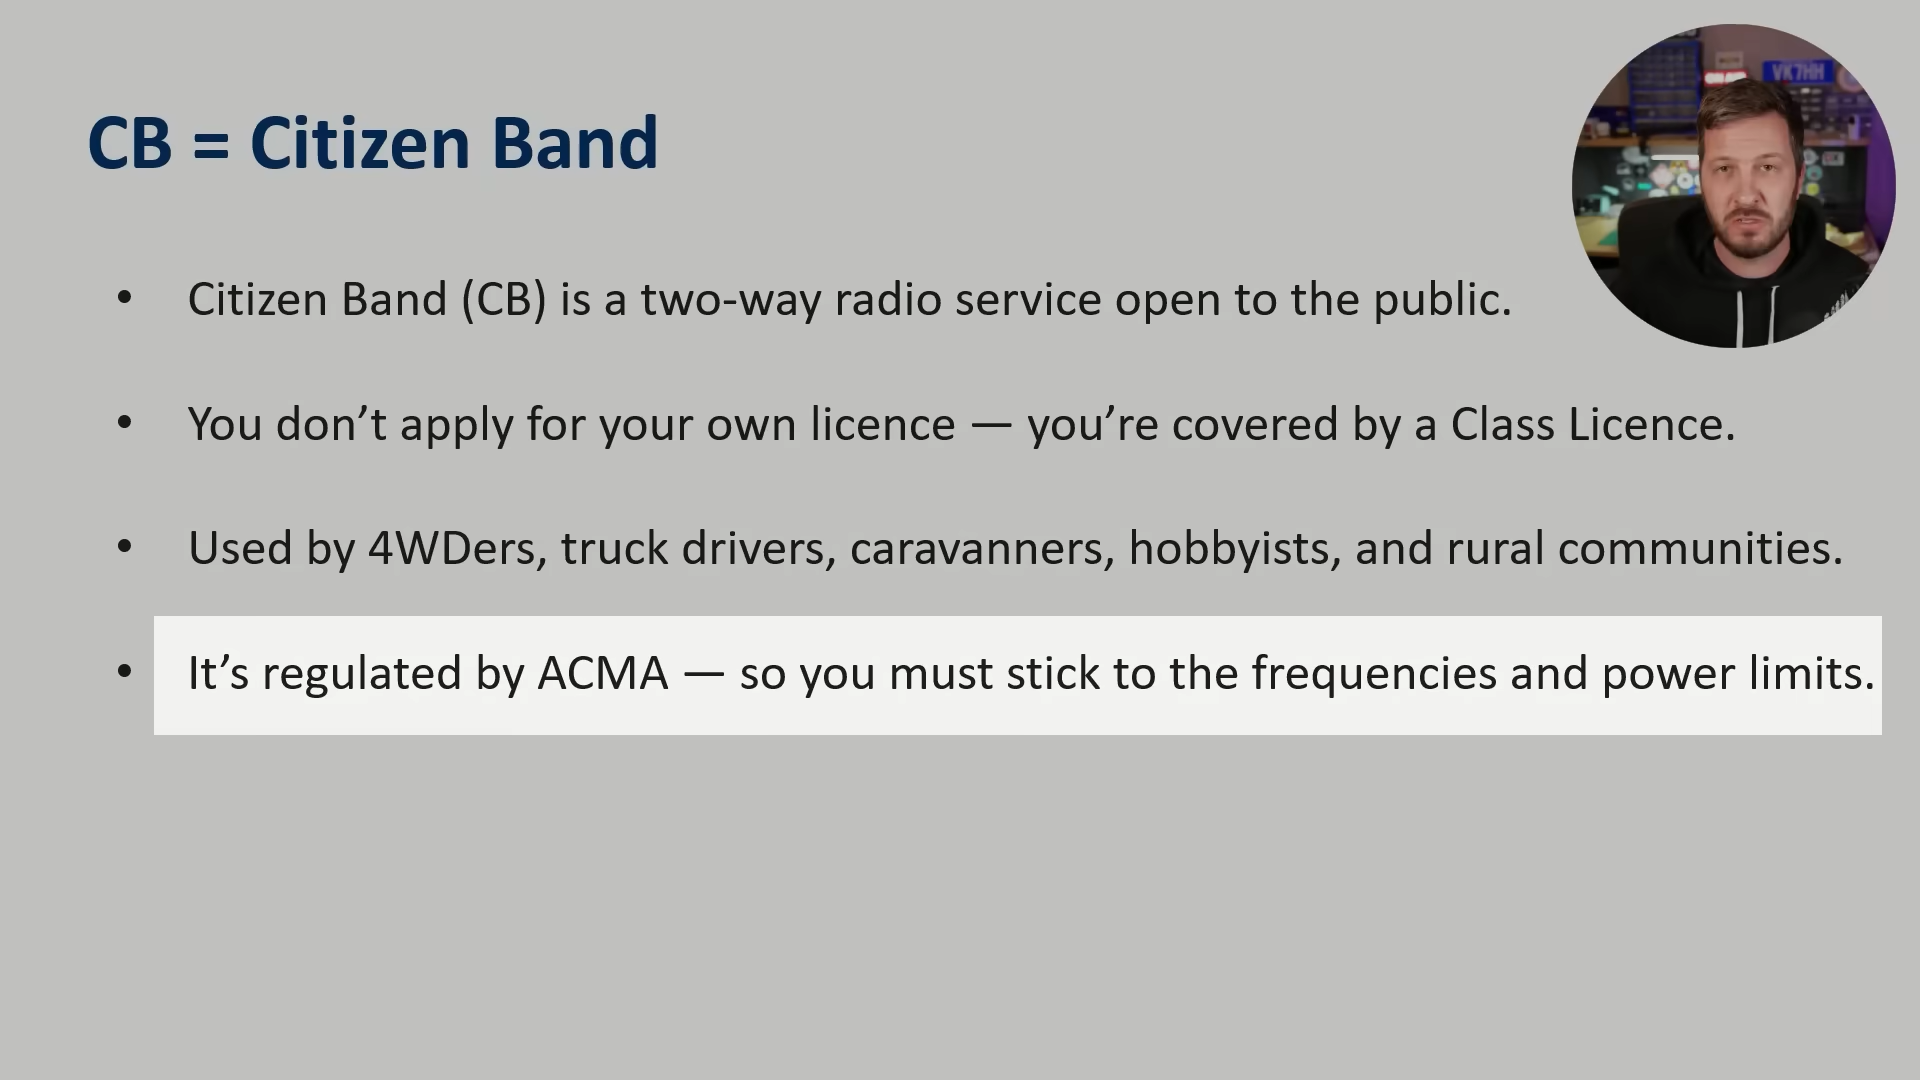 CB = Citizen Band
VK7HH
• Citizen Band (CB) is a two-way radio service open to the public.
• You don’t apply for your own licence — you’re covered by a Class Licence.
• Used by 4WDers, truck drivers, caravanners, hobbyists, and rural communities.
• It’s regulated by ACMA — so you must stick to the frequencies and power limits.